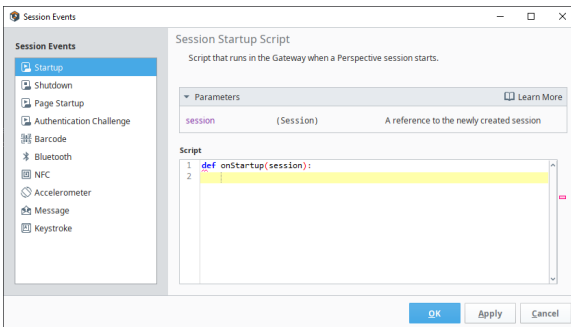 Session Events
Session Events
Startup
Shutdown
Page Startup
Authentication Challenge
Barcode
Bluetooth
NFC
Accelerometer
Message
Keystroke
Session Startup Script
Script that runs in the Gateway when a Perspective session starts.
Parameters
Learn More
session (Session) A reference to the newly created session
Script
1 def onStartup(session):
2
OK Apply Cancel